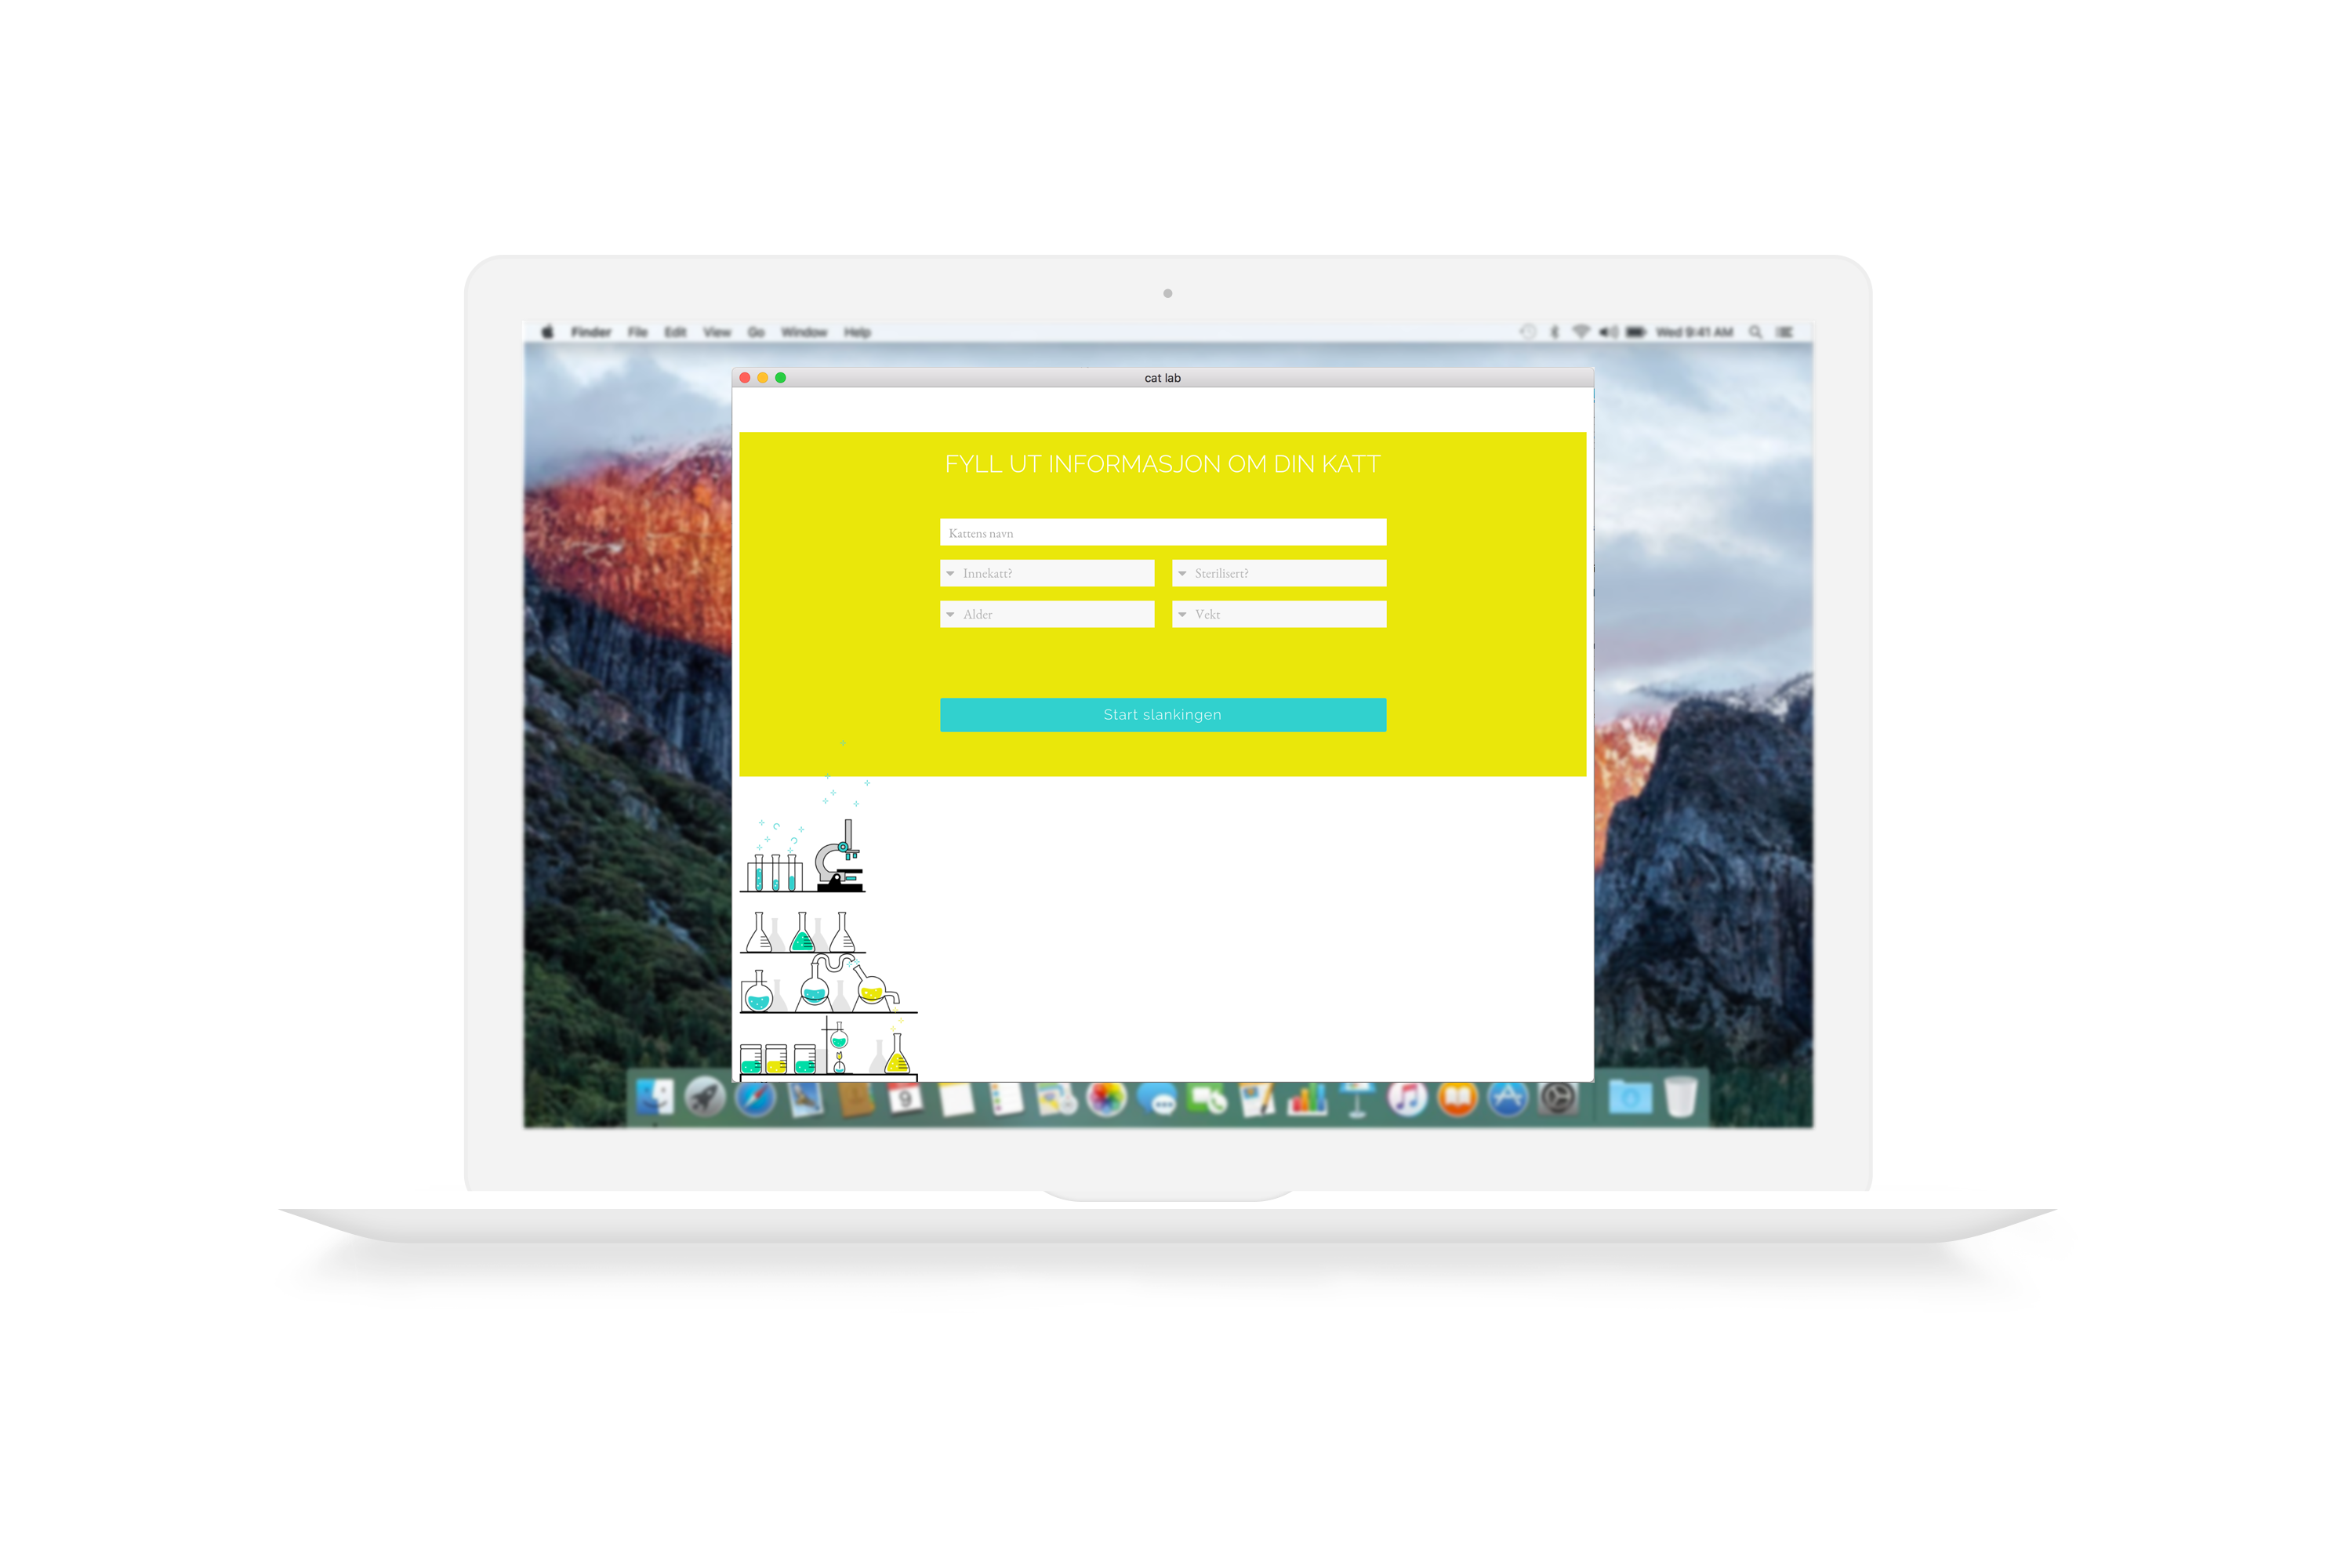 Finder File Edit View Go Window Help Wed 9:41 AM
cat lab
FYLL UT INFORMASJON OM DIN KATT
Kattens navn
Innekatt? Sterilisert?
Alder Vekt
Start slankingen
9